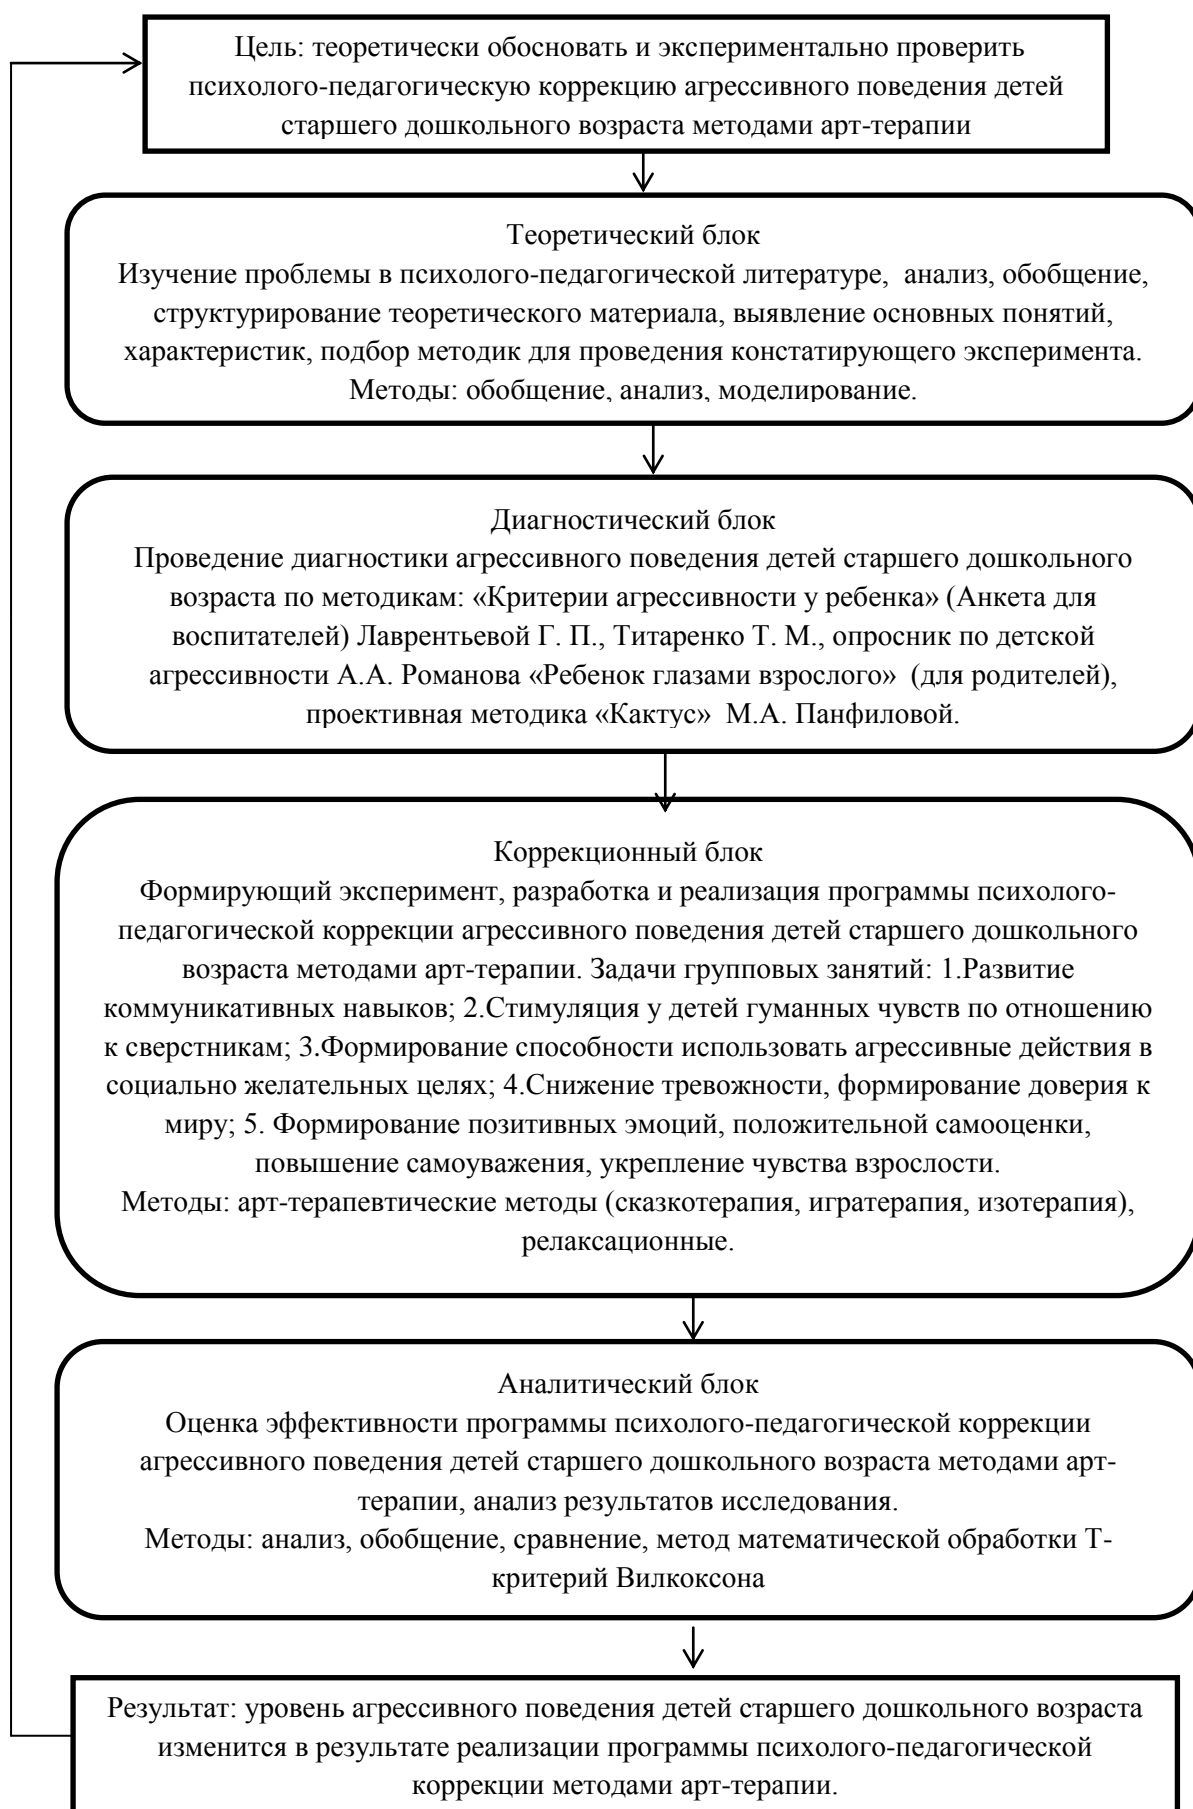 Цель: теоретически обосновать и экспериментально проверить
психолого-педагогическую коррекцию агрессивного поведения детей
старшего дошкольного возраста методами арт-терапии
Теоретический блок
Изучение проблемы в психолого-педагогической литературе, анализ, обобщение,
структурирование теоретического материала, выявление основных понятий,
характеристик, подбор методик для проведения констатирующего эксперимента.
Методы: обобщение, анализ, моделирование.
Диагностический блок
Проведение диагностики агрессивного поведения детей старшего дошкольного
возраста по методикам: «Критерии агрессивности у ребенка» (Анкета для
воспитателей) Лаврентьевой Г. П., Титаренко Т. М., опросник по детской
агрессивности А.А. Романова «Ребенок глазами взрослого» (для родителей),
проективная методика «Кактус» М.А. Панфиловой.
Коррекционный блок
Формирующий эксперимент, разработка и реализация программы психолого-
педагогической коррекции агрессивного поведения детей старшего дошкольного
возраста методами арт-терапии. Задачи групповых занятий: 1.Развитие
коммуникативных навыков; 2.Стимуляция у детей гуманных чувств по отношению
к сверстникам; 3.Формирование способности использовать агрессивные действия в
социально желательных целях; 4.Снижение тревожности, формирование доверия к
миру; 5. Формирование позитивных эмоций, положительной самооценки,
повышение самоуважения, укрепление чувства взрослости.
Методы: арт-терапевтические методы (сказкотерапия, игратерапия, изотерапия),
релаксационные.
Аналитический блок
Оценка эффективности программы психолого-педагогической коррекции
агрессивного поведения детей старшего дошкольного возраста методами арт-
терапии, анализ результатов исследования.
Методы: анализ, обобщение, сравнение, метод математической обработки Т-
критерий Вилкоксона
Результат: уровень агрессивного поведения детей старшего дошкольного возраста
изменится в результате реализации программы психолого-педагогической
коррекции методами арт-терапии.